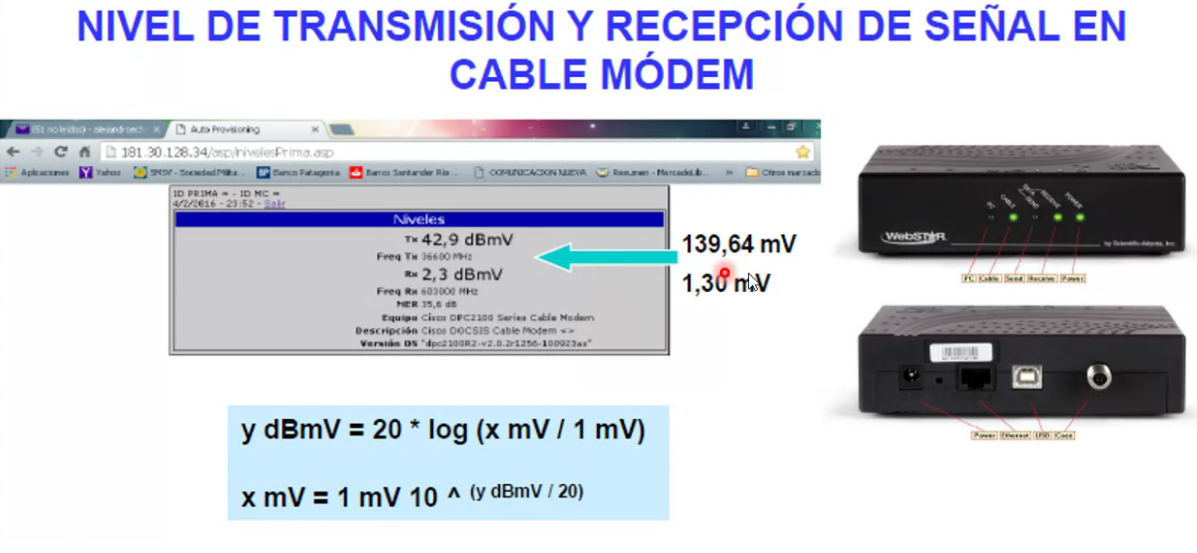 NIVEL DE TRANSMISIÓN Y RECEPCIÓN DE SEÑAL EN
CABLE MÓDEM
Auto Provisioning
181.30.128.34/asp/nivelesPrima.asp
Aplicaciones Yahoo SMSV - Sociedad Milita... Banco Patagonia Banco Santander Río ... COMUNICACION NUEVA Resumen - MercadoLib... » Otros marcado
ID PRIMA = - ID MC =
4/2/2016 - 23:52 - Salir
Niveles
Tx 42,9 dBmV
Freq Tx 36600 MHz
Rx 2,3 dBmV
Freq Rx 603000 MHz
MER 35,6 dB
Equipo Cisco DPC2100 Series Cable Modem
Descripción Cisco DOCSIS Cable Modem <>
Versión OS "dpc2100R2-v2.0.2r1256-100923as"
139,64 mV
1,30 mV
PC CABLE DATA SEND RECEIVE POWER
WebSTAR
by Scientific-Atlanta, Inc.
PC Cable Send Receive Power
Power Ethernet USB Coax
y dBmV = 20 * log (x mV / 1 mV)
x mV = 1 mV 10 ^ (y dBmV / 20)